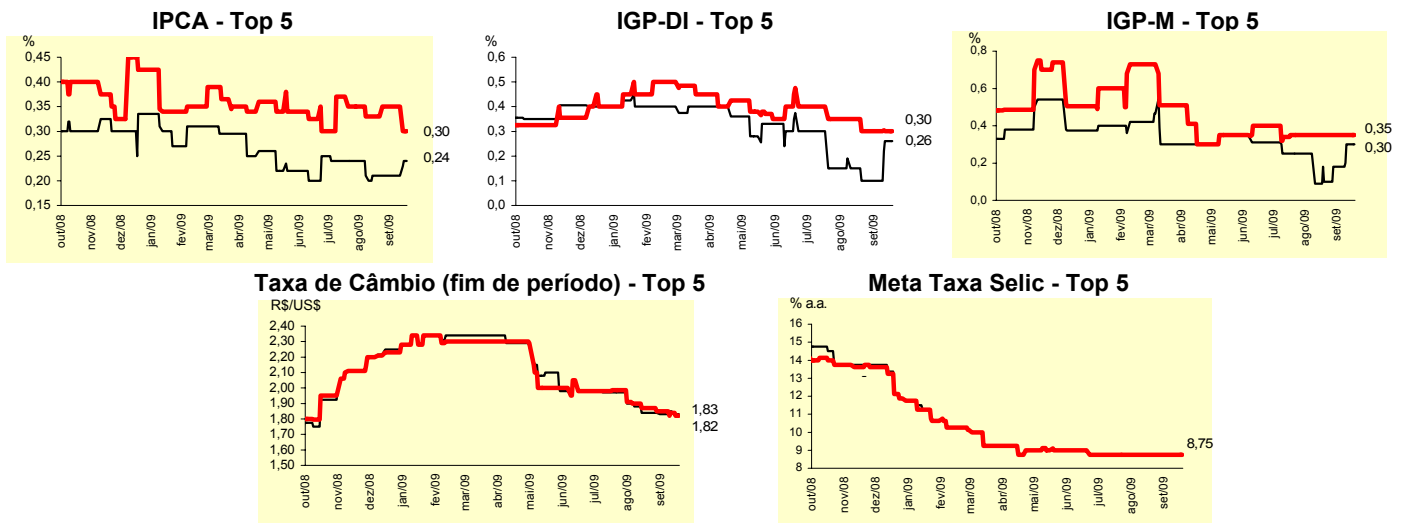 IPCA - Top 5
%
0,45
0,40
0,35
0,30
0,25
0,20
0,15
0,30
0,24
out/08
nov/08
dez/08
jan/09
fev/09
mar/09
abr/09
mai/09
jun/09
jul/09
ago/09
set/09
IGP-DI - Top 5
%
0,6
0,5
0,4
0,3
0,2
0,1
0,0
0,30
0,26
out/08
nov/08
dez/08
jan/09
fev/09
mar/09
abr/09
mai/09
jun/09
jul/09
ago/09
set/09
IGP-M - Top 5
%
0,8
0,6
0,4
0,2
0,0
0,35
0,30
out/08
nov/08
dez/08
jan/09
fev/09
mar/09
abr/09
mai/09
jun/09
jul/09
ago/09
set/09
Taxa de Câmbio (fim de período) - Top 5
R$/US$
2,40
2,30
2,20
2,10
2,00
1,90
1,80
1,70
1,60
1,50
1,83
1,82
out/08
nov/08
dez/08
jan/09
fev/09
mar/09
abr/09
mai/09
jun/09
jul/09
ago/09
set/09
Meta Taxa Selic - Top 5
% a.a.
16
15
14
13
12
11
10
9
8
8,75
out/08
nov/08
dez/08
jan/09
fev/09
mar/09
abr/09
mai/09
jun/09
jul/09
ago/09
set/09